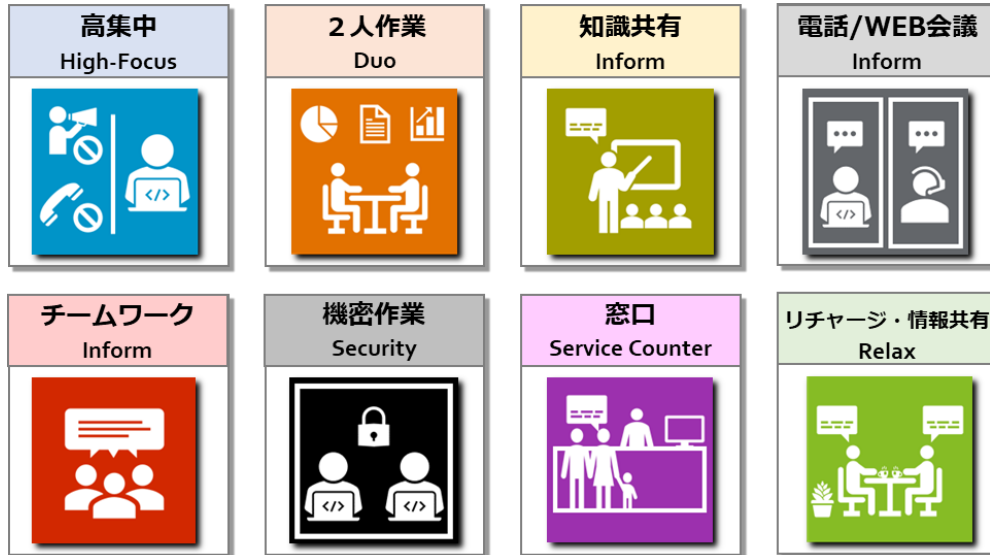 高集中
High-Focus
</>
２人作業
Duo
知識共有
Inform
電話/WEB会議
Inform
</>
チームワーク
Inform
機密作業
Security
</>
</>
窓口
Service Counter
リチャージ・情報共有
Relax